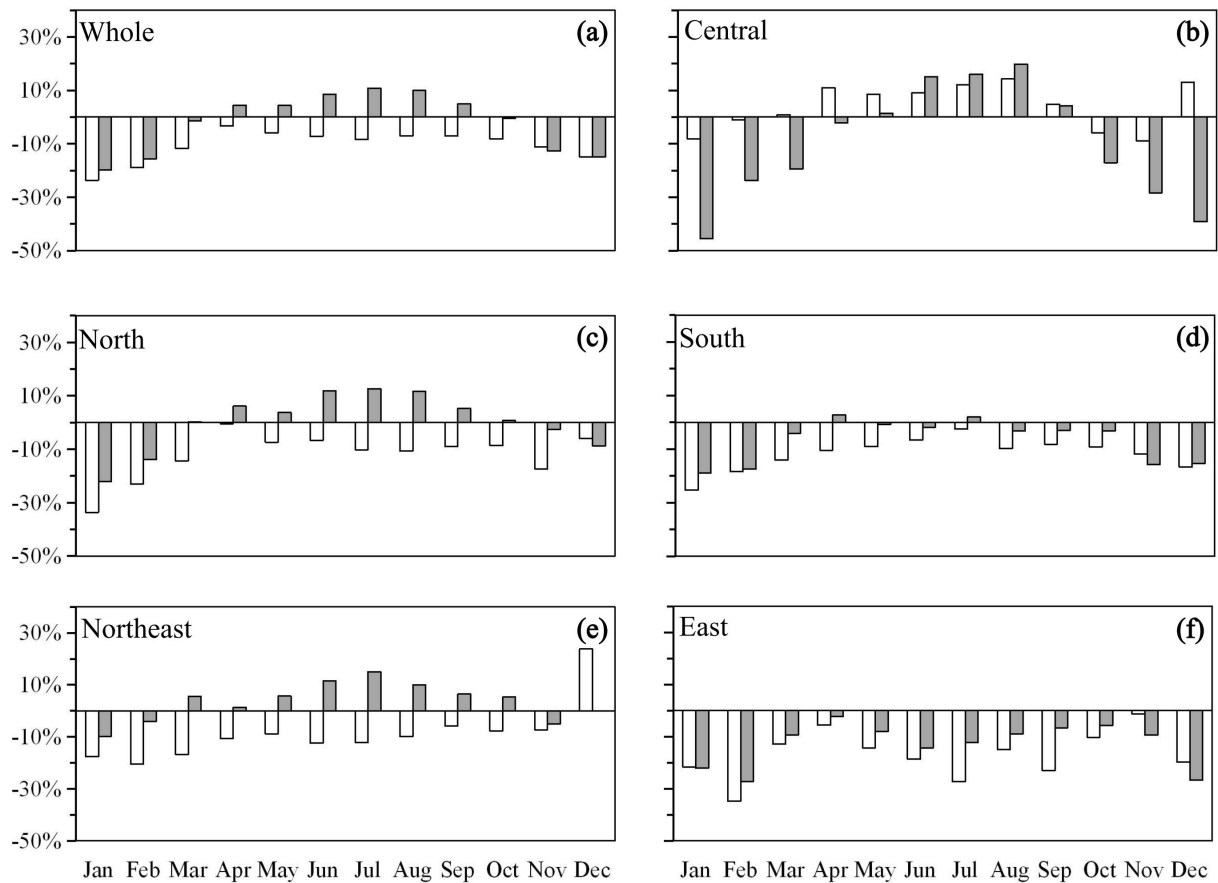 Whole (a)
30%
10%
-10%
-30%
-50%
Central (b)
North (c)
30%
10%
-10%
-30%
-50%
South (d)
Northeast (e)
30%
10%
-10%
-30%
-50%
Jan Feb Mar Apr May Jun Jul Aug Sep Oct Nov Dec
East (f)
Jan Feb Mar Apr May Jun Jul Aug Sep Oct Nov Dec